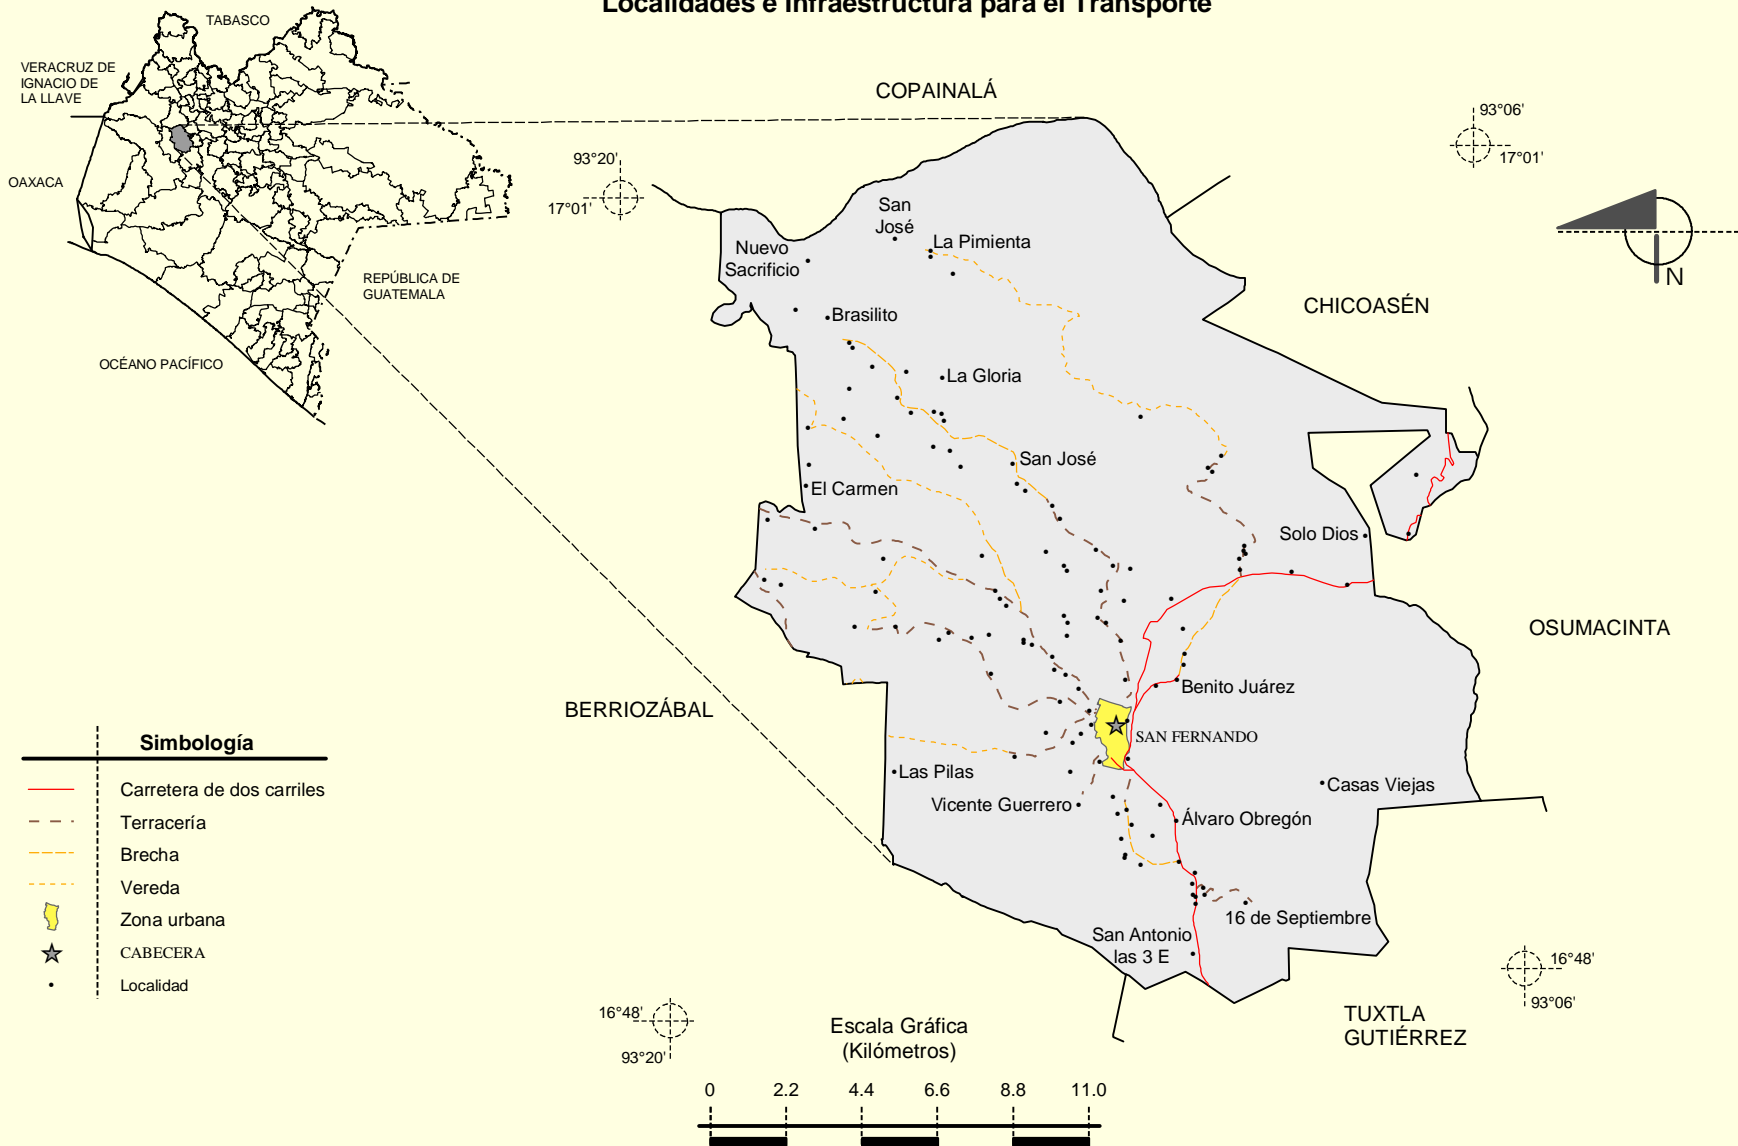 Localidades e Infraestructura para el Transporte
TABASCO
VERACRUZ DE
IGNACIO DE
LA LLAVE
OAXACA
REPÚBLICA DE
GUATEMALA
OCÉANO PACÍFICO
COPAINALÁ
93°06'
17°01'
93°20'
17°01'
N
San
José
La Pimienta
Nuevo
Sacrificio
CHICOASÉN
Brasilito
La Gloria
San José
El Carmen
Solo Dios
OSUMACINTA
Benito Juárez
BERRIOZÁBAL
SAN FERNANDO
Las Pilas
Casas Viejas
Vicente Guerrero
Álvaro Obregón
16 de Septiembre
San Antonio
las 3 E
16°48'
93°06'
TUXTLA
GUTIÉRREZ
16°48'
93°20'
Simbología
Carretera de dos carriles
Terracería
Brecha
Vereda
Zona urbana
CABECERA
Localidad
Escala Gráfica
(Kilómetros)
0 2.2 4.4 6.6 8.8 11.0